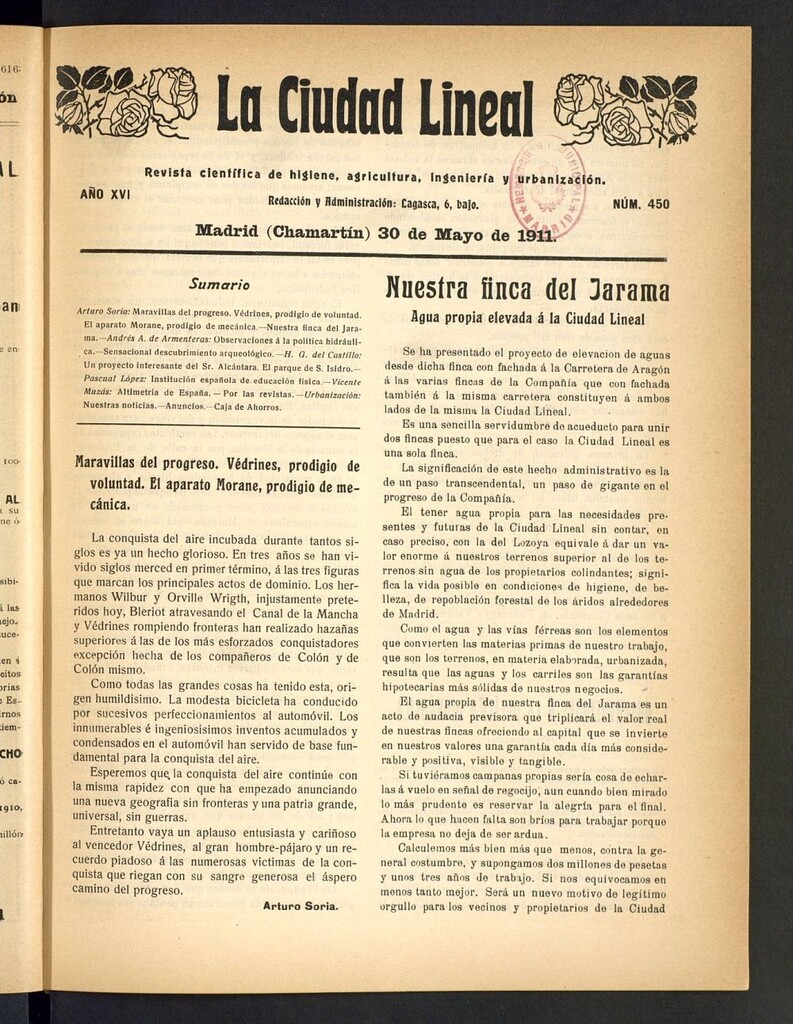 La Ciudad Lineal
Revista científica de higiene, agricultura, ingeniería y urbanización.
AÑO XVI
Redacción y Administración: Lagasca, 6, bajo.
NÚM. 450
Madrid (Chamartín) 30 de Mayo de 1911.
Sumario
Arturo Soria: Maravillas del progreso. Védrines, prodigio de voluntad.
El aparato Morane, prodigio de mecánica.—Nuestra finca del Jara-
ma.—Andrés A. de Armenteras: Observaciones á la política hidráuli-
ca.—Sensacional descubrimiento arqueológico.—H. G. del Castillo:
Un proyecto interesante del Sr. Alcántara. El parque de S. Isidro.—
Pascual López: Institución española de educación física.—Vicente
Muzás: Altimetria de España.—Por las revistas.—Urbanización:
Nuestras noticias.—Anuncios.—Caja de Ahorros.
Maravillas del progreso. Védrines, prodigio de
voluntad. El aparato Morane, prodigio de me-
cánica.
La conquista del aire incubada durante tantos si-
glos es ya un hecho glorioso. En tres años se han vi-
vido siglos merced en primer término, á las tres figuras
que marcan los principales actos de dominio. Los her-
manos Wilbur y Orville Wrigth, injustamente prete-
ridos hoy, Bleriot atravesando el Canal de la Mancha
y Védrines rompiendo fronteras han realizado hazañas
superiores á las de los más esforzados conquistadores
excepción hecha de los compañeros de Colón y de
Colón mismo.
Como todas las grandes cosas ha tenido esta, ori-
gen humildísimo. La modesta bicicleta ha conducido
por sucesivos perfeccionamientos al automóvil. Los
innumerables é ingeniosisimos inventos acumulados y
condensados en el automóvil han servido de base fun-
damental para la conquista del aire.
Esperemos que la conquista del aire continúe con
la misma rapidez con que ha empezado anunciando
una nueva geografía sin fronteras y una patria grande,
universal, sin guerras.
Entretanto vaya un aplauso entusiasta y cariñoso
al vencedor Védrines, al gran hombre-pájaro y un re-
cuerdo piadoso á las numerosas victimas de la con-
quista que riegan con su sangre generosa el áspero
camino del progreso.
Arturo Soria.
Nuestra finca del Jarama
Agua propia elevada á la Ciudad Lineal
Se ha presentado el proyecto de elevacion de aguas
desde dicha finca con fachada á la Carretera de Aragón
á las varias fincas de la Compañía que con fachada
también á la misma carretera constituyen á ambos
lados de la misma la Ciudad Lineal.
Es una sencilla servidumbre de acueducto para unir
dos fincas puesto que para el caso la Ciudad Lineal es
una sola finca.
La significación de este hecho administrativo es la
de un paso transcendental, un paso de gigante en el
progreso de la Compañía.
El tener agua propia para las necesidades pre-
sentes y futuras de la Ciudad Lineal sin contar, en
caso preciso, con la del Lozoya equivale á dar un va-
lor enorme á nuestros terrenos superior al de los te-
rrenos sin agua de los propietarios colindantes; signi-
fica la vida posible en condiciones de higiene, de be-
lleza, de repoblación forestal de los áridos alrededores
de Madrid.
Como el agua y las vías férreas son los elementos
que convierten las materias primas de nuestro trabajo,
que son los terrenos, en materia elaborada, urbanizada,
resulta que las aguas y los carriles son las garantías
hipotecarias más sólidas de nuestros negocios.
El agua propia de nuestra finca del Jarama es un
acto de audacia previsora que triplicará el valor real
de nuestras fincas ofreciendo al capital que se invierte
en nuestros valores una garantía cada día más conside-
rable y positiva, visible y tangible.
Si tuviéramos campanas propias sería cosa de echar-
las á vuelo en señal de regocijo, aun cuando bien mirado
lo más prudente es reservar la alegría para el final.
Ahora lo que hacen falta son bríos para trabajar porque
la empresa no deja de ser ardua.
Calculemos más bien más que menos, contra la ge-
neral costumbre, y supongamos dos millones de pesetas
y unos tres años de trabajo. Si nos equivocamos en
menos tanto mejor. Será un nuevo motivo de legítimo
orgullo para los vecinos y propietarios de la Ciudad